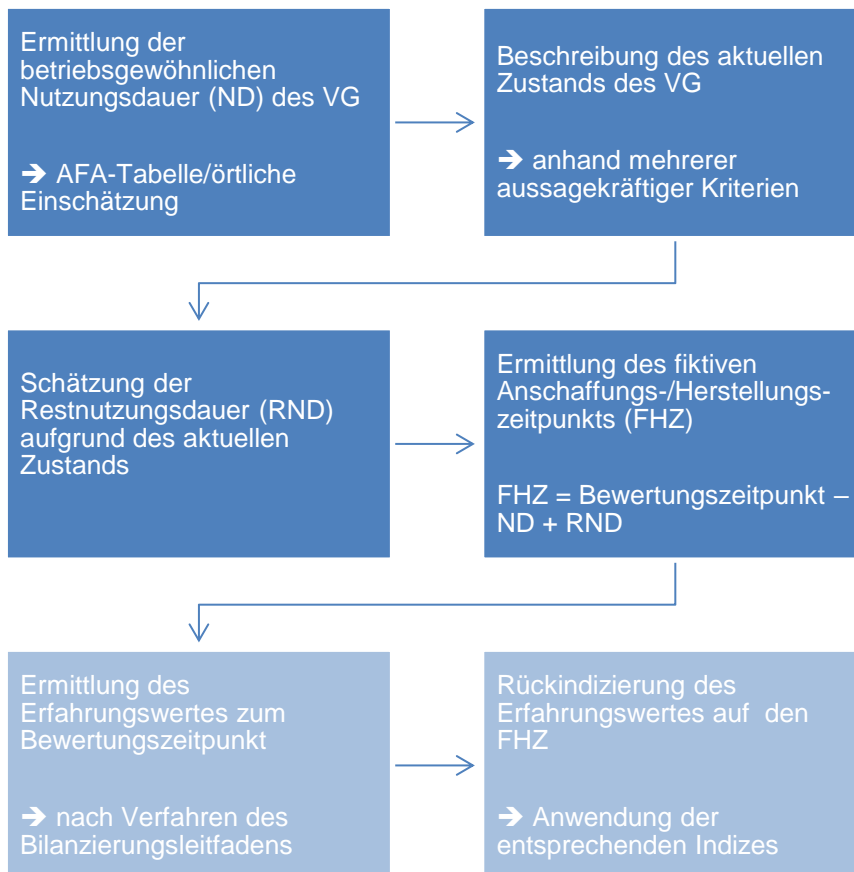 Ermittlung der
betriebsgewöhnlichen
Nutzungsdauer (ND) des VG
➔ AFA-Tabelle/örtliche
Einschätzung
Beschreibung des aktuellen
Zustands des VG
➔ anhand mehrerer
aussagekräftiger Kriterien
Schätzung der
Restnutzungsdauer (RND)
aufgrund des aktuellen
Zustands
Ermittlung des fiktiven
Anschaffungs-/Herstellungs-
zeitpunkts (FHZ)
FHZ = Bewertungszeitpunkt –
ND + RND
Ermittlung des
Erfahrungswertes zum
Bewertungszeitpunkt
➔ nach Verfahren des
Bilanzierungsleitfadens
Rückindizierung des
Erfahrungswertes auf den
FHZ
➔ Anwendung der
entsprechenden Indizes